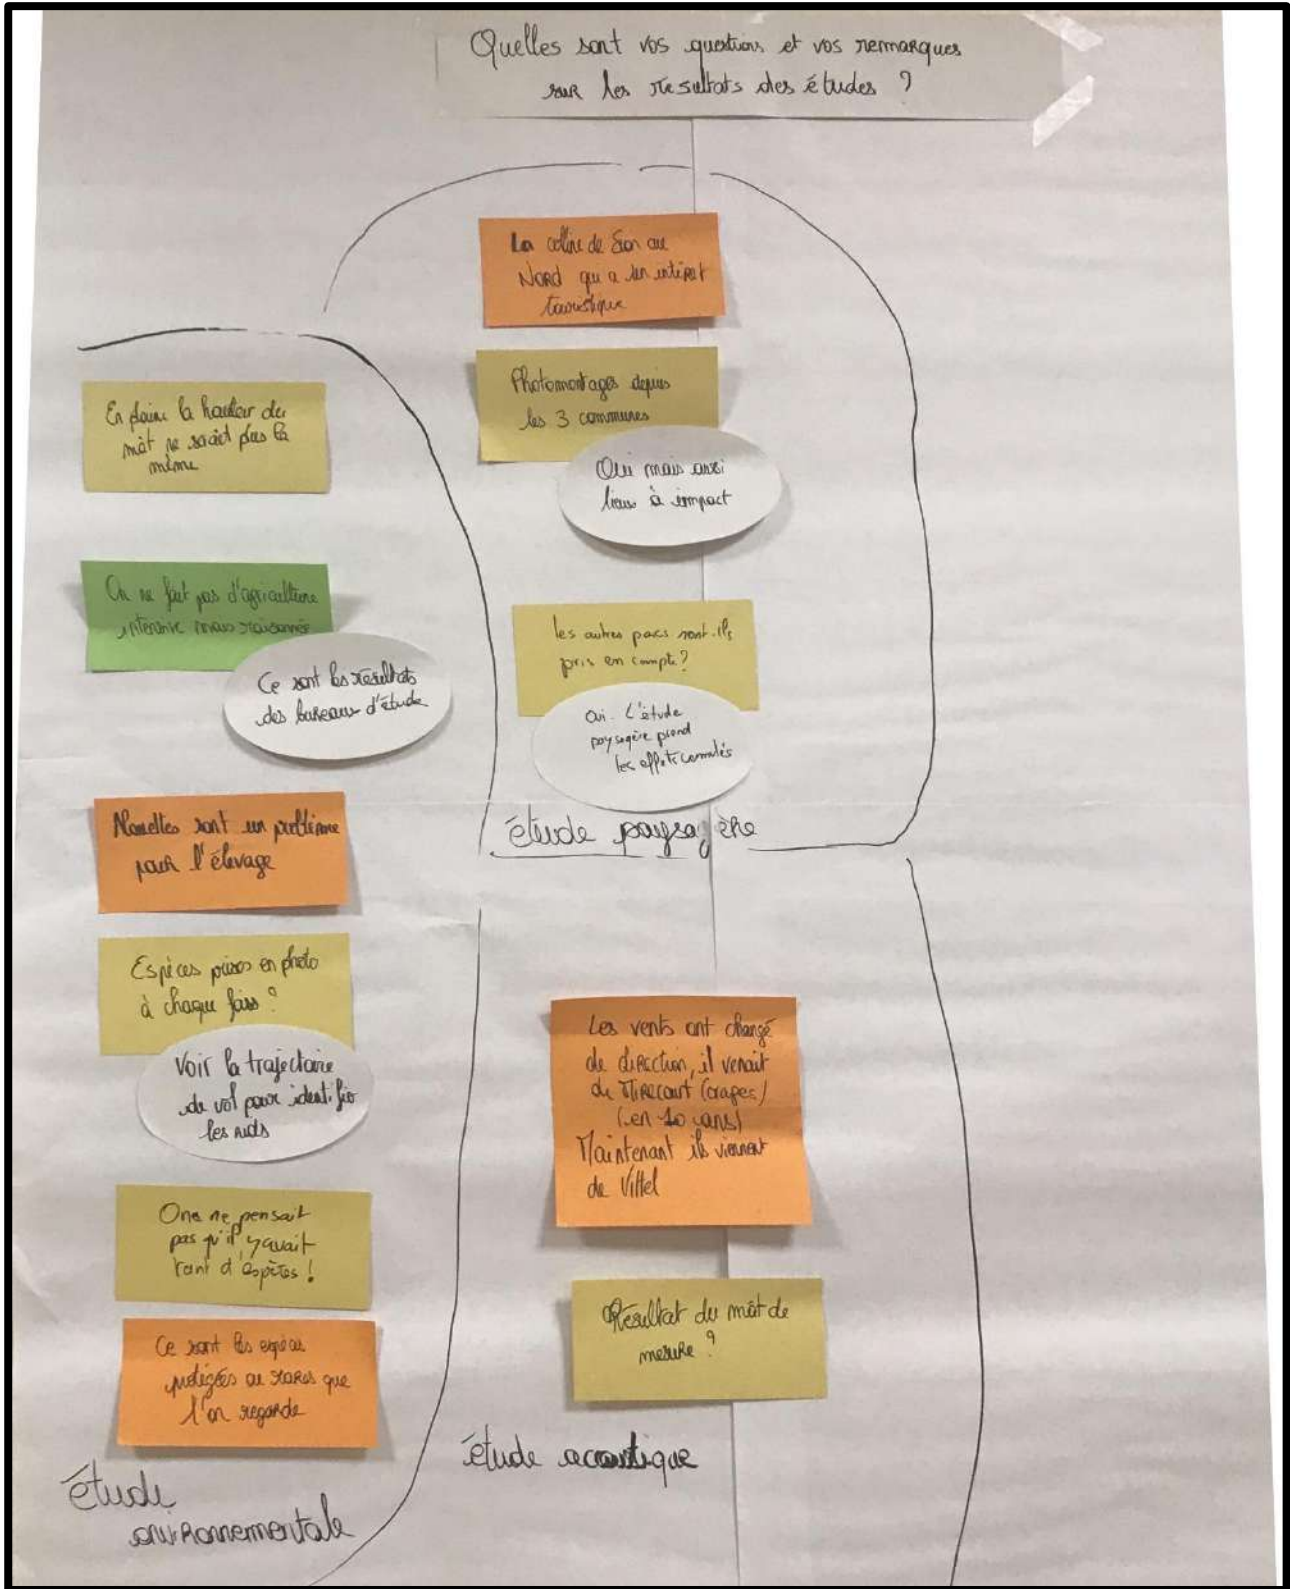 Quelles sont vos questions et vos remarques
sur les resultats des études ?
La colline de Sion au
Nord qui a un intéret
touristique
Photomontages depuis
les 3 communes
Oui mais aussi
lieux à impact
les autres parcs sont-ils
pris en compte ?
Oui. L'étude
paysagère prend
les effets cumulés
étude paysagère
En plaine la hauteur du
mât ne serait pas la
même
On ne fait pas d'agriculture
intensive mais raisonnée
Ce sont les résultats
des bureaux d'étude
sont un problème
pour l'élevage
Espèces prises en photo
à chaque fois ?
Voir la trajectoire
de vol pour identifier
les nids
One ne pensait
pas qu'il y avait
tant d'espèces !
Ce sont les espèces
protégées ou rares que
l'on regarde
étude
environnementale
Les vents ont changé
de direction, il venait
de Mirecourt (orages)
(en 10 ans)
Maintenant ils viennent
de Vittel
Résultat du mât de
mesure ?
étude acoustique